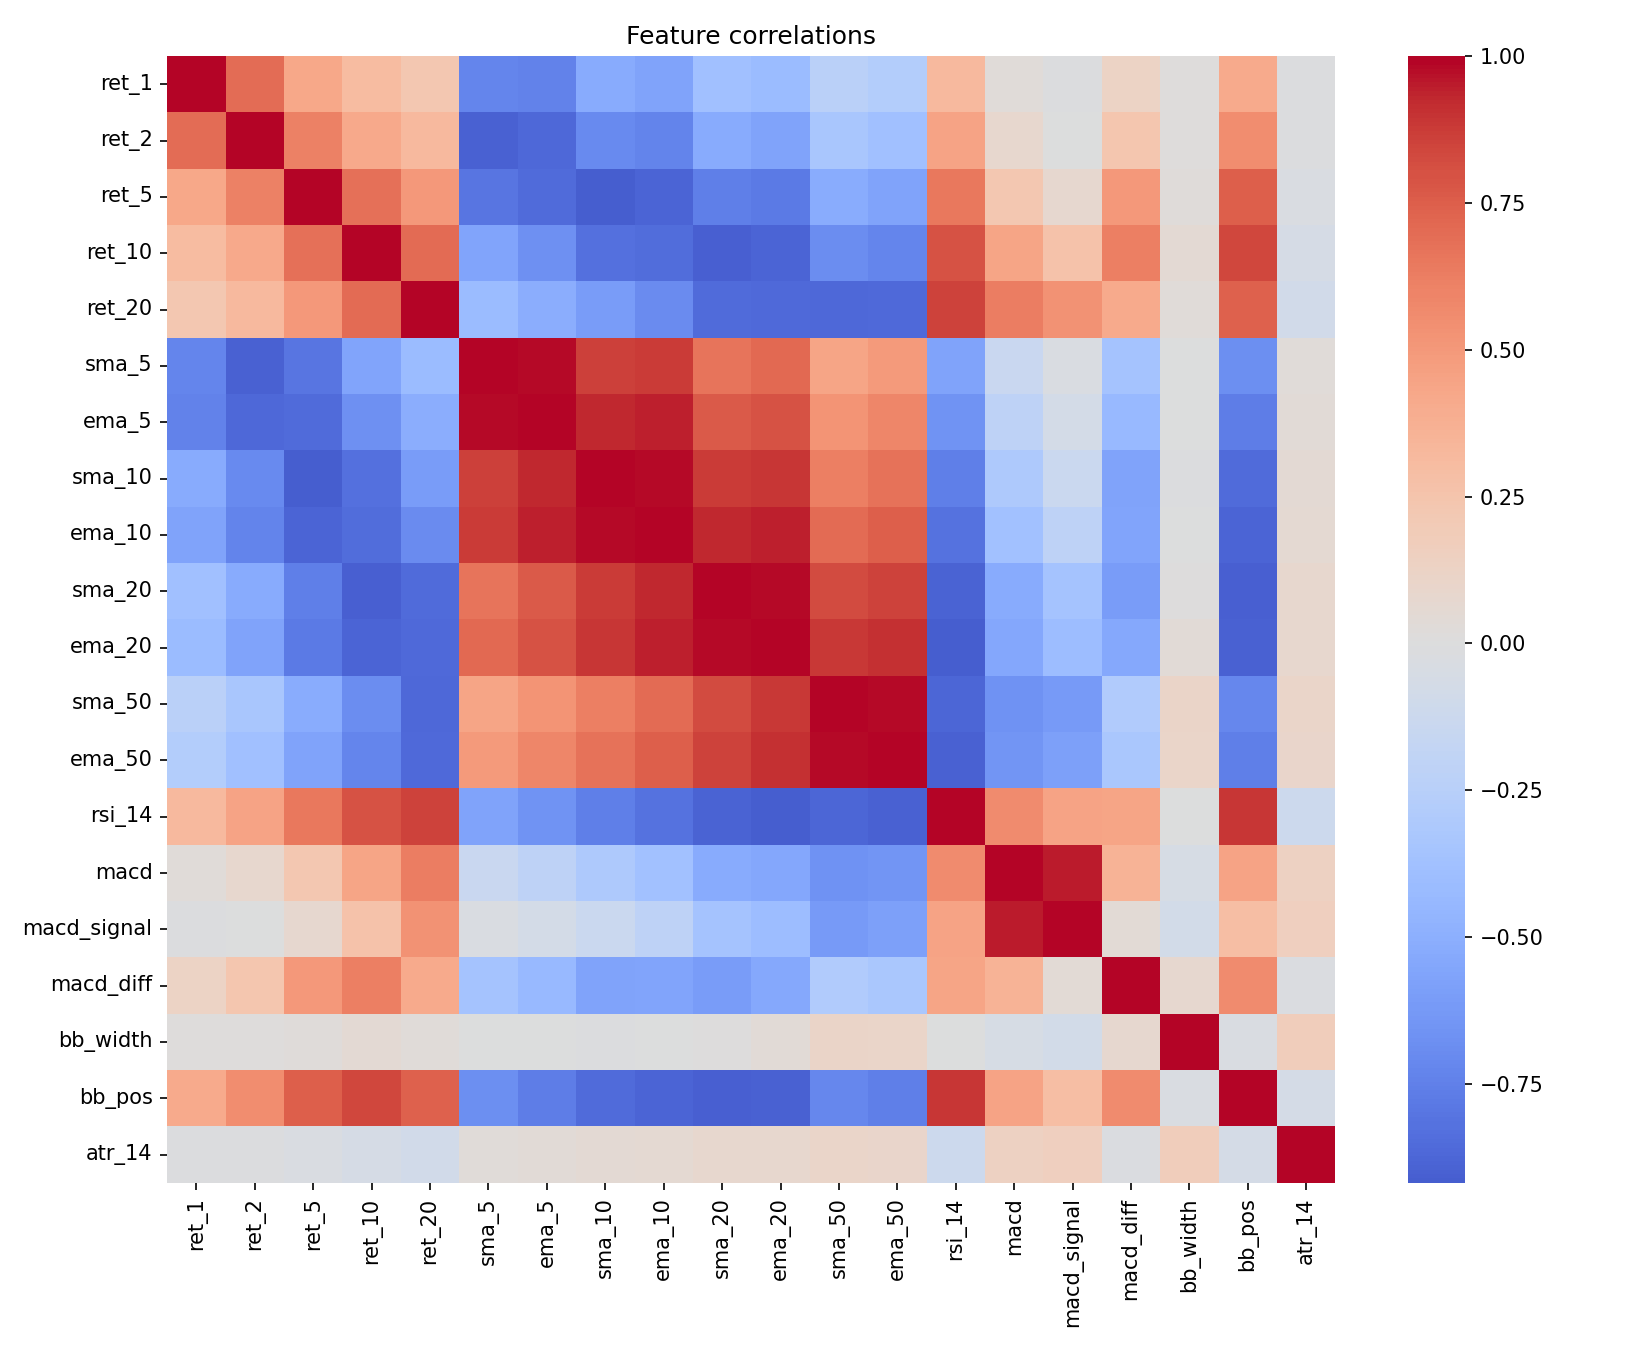 Feature correlations
ret_1
ret_2
ret_5
ret_10
ret_20
sma_5
ema_5
sma_10
ema_10
sma_20
ema_20
sma_50
ema_50
rsi_14
macd
macd_signal
macd_diff
bb_width
bb_pos
atr_14
ret_1
ret_2
ret_5
ret_10
ret_20
sma_5
ema_5
sma_10
ema_10
sma_20
ema_20
sma_50
ema_50
rsi_14
macd
macd_signal
macd_diff
bb_width
bb_pos
atr_14
1.00
0.75
0.50
0.25
0.00
−0.25
−0.50
−0.75